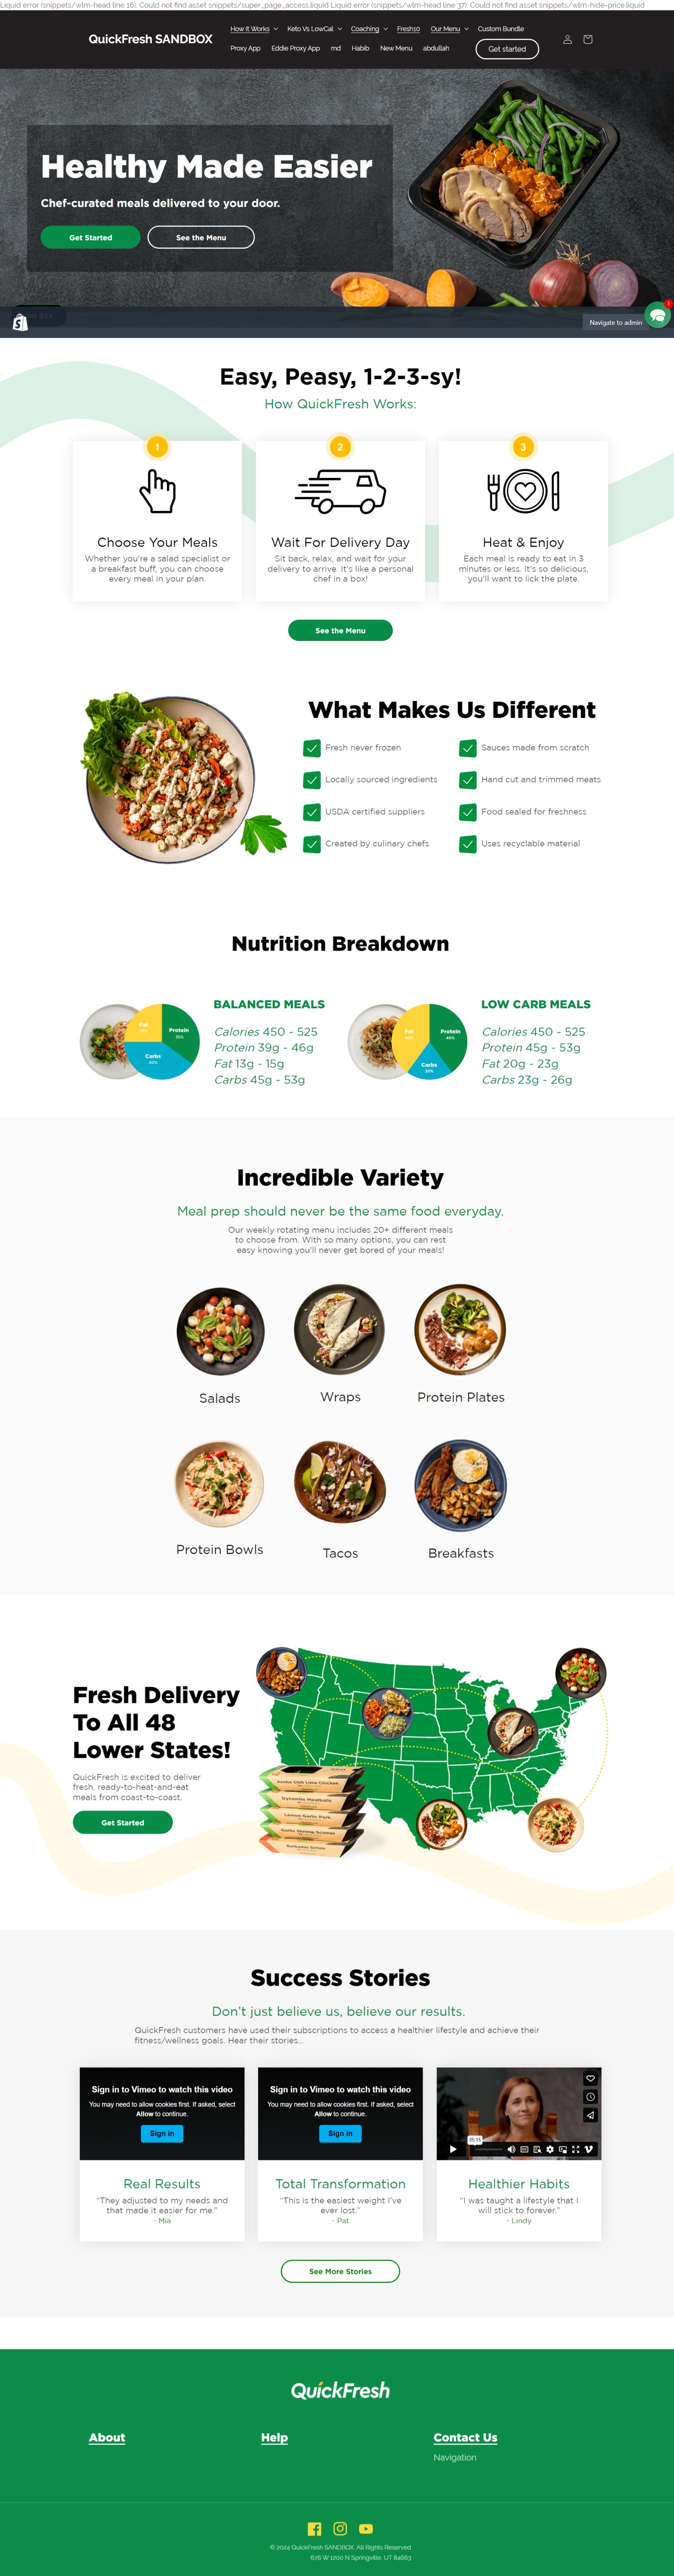 Liquid error (snippets/wlm-head line 16): Could not find asset snippets/super_page_access.liquid Liquid error (snippets/wlm-head line 37): Could not find asset snippets/wlm-hide-price.liquid
QuickFresh SANDBOX
How It Works
Keto Vs LowCal
Coaching
Fresh10
Our Menu
Custom Bundle
Proxy App
Eddie Proxy App
md
Habib
New Menu
abdullah
Get started
Healthy Made Easier
Chef-curated meals delivered to your door.
Get Started
See the Menu
Navigate to admin
1
Easy, Peasy, 1-2-3-sy!
How QuickFresh Works:
1
Choose Your Meals
Whether you're a salad specialist or
a breakfast buff, you can choose
every meal in your plan.
2
Wait For Delivery Day
Sit back, relax, and wait for your
delivery to arrive. It's like a personal
chef in a box!
3
Heat & Enjoy
Each meal is ready to eat in 3
minutes or less. It's so delicious,
you'll want to lick the plate.
See the Menu
What Makes Us Different
Fresh never frozen
Sauces made from scratch
Locally sourced ingredients
Hand cut and trimmed meats
USDA certified suppliers
Food sealed for freshness
Created by culinary chefs
Uses recyclable material
Nutrition Breakdown
Fat
Protein
Carbs
40%
BALANCED MEALS
Calories 450 - 525
Protein 39g - 46g
Fat 13g - 15g
Carbs 45g - 53g
Fat
Protein
40%
Carbs
20%
LOW CARB MEALS
Calories 450 - 525
Protein 45g - 53g
Fat 20g - 23g
Carbs 23g - 26g
Incredible Variety
Meal prep should never be the same food everyday.
Our weekly rotating menu includes 20+ different meals
to choose from. With so many options, you can rest
easy knowing you'll never get bored of your meals!
Salads
Wraps
Protein Plates
Protein Bowls
Tacos
Breakfasts
Fresh Delivery
To All 48
Lower States!
QuickFresh is excited to deliver
fresh, ready-to-heat-and-eat
meals from coast-to-coast.
Get Started
Ancho Chili Lime Chicken
Lemon Garlic Pork
Success Stories
Don't just believe us, believe our results.
QuickFresh customers have used their subscriptions to access a healthier lifestyle and achieve their
fitness/wellness goals. Hear their stories...
Sign in to Vimeo to watch this video
You may need to allow cookies first. If asked, select
Allow to continue.
Sign in
Real Results
"They adjusted to my needs and
that made it easier for me."
- Mia
Sign in to Vimeo to watch this video
You may need to allow cookies first. If asked, select
Allow to continue.
Sign in
Total Transformation
"This is the easiest weight I've
ever lost."
- Pat
05:15
Healthier Habits
"I was taught a lifestyle that I
will stick to forever."
- Lindy
See More Stories
QuickFresh
About
Help
Contact Us
Navigation
© 2024 QuickFresh SANDBOX. All Rights Reserved
676 W 1200 N Springville, UT 84663